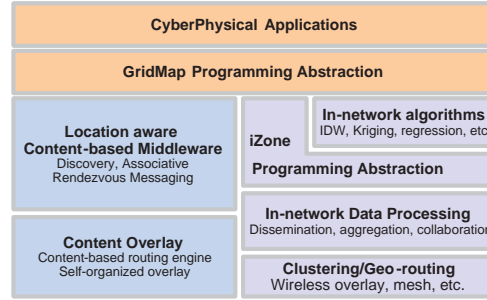 CyberPhysical Applications
GridMap Programming Abstraction
Location aware
Content-based Middleware
Discovery, Associative
Rendezvous Messaging
Content Overlay
Content-based routing engine
Self-organized overlay
iZone
In-network algorithms
IDW, Kriging, regression, etc
Programming Abstraction
In-network Data Processing
Dissemination, aggregation, collaboration
Clustering/Geo-routing
Wireless overlay, mesh, etc.